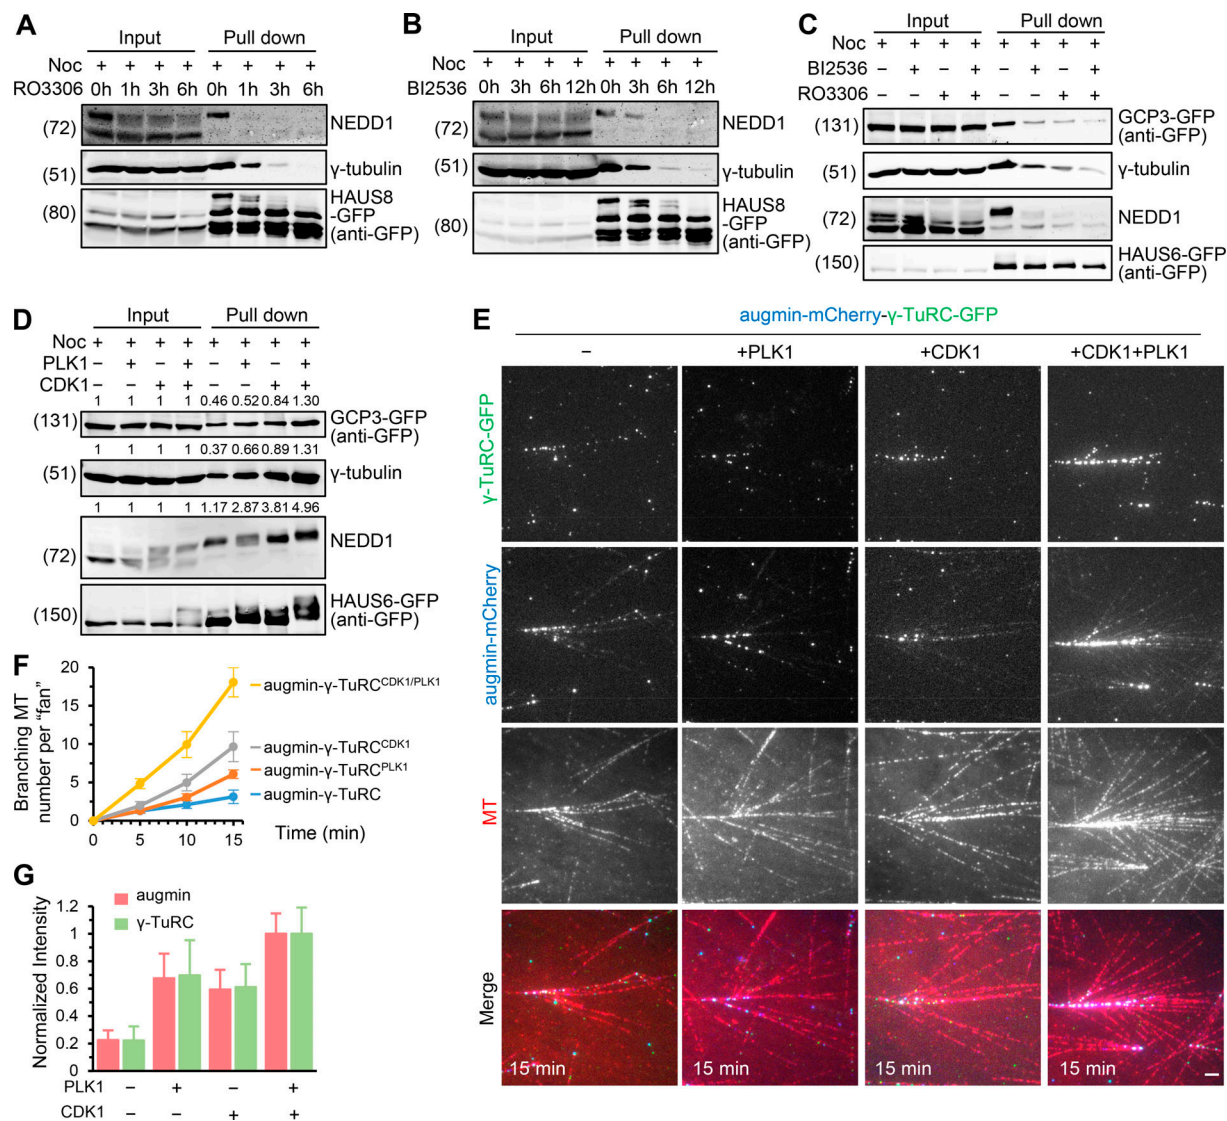 A
Input Pull down
Noc + + + + + + + +
RO3306 0h 1h 3h 6h 0h 1h 3h 6h
(72) NEDD1
(51) γ-tubulin
(80) HAUS8
-GFP
(anti-GFP)
B
Input Pull down
Noc + + + + + + + +
BI2536 0h 3h 6h 12h 0h 3h 6h 12h
(72) NEDD1
(51) γ-tubulin
(80) HAUS8
-GFP
(anti-GFP)
C
Input Pull down
Noc + + + + + + + +
BI2536 – + – + – + – +
RO3306 – – + + – – + +
(131) GCP3-GFP
(anti-GFP)
(51) γ-tubulin
(72) NEDD1
(150) HAUS6-GFP
(anti-GFP)
D
Input Pull down
Noc + + + + + + + +
PLK1 – + – + – + – +
CDK1 – – + + – – + +
1 1 1 1 0.46 0.52 0.84 1.30
(131) GCP3-GFP
(anti-GFP)
1 1 1 1 0.37 0.66 0.89 1.31
(51) γ-tubulin
1 1 1 1 1.17 2.87 3.81 4.96
(72) NEDD1
(150) HAUS6-GFP
(anti-GFP)
E
augmin-mCherry-γ-TuRC-GFP
– +PLK1 +CDK1 +CDK1+PLK1
γ-TuRC-GFP
augmin-mCherry
MT
Merge
15 min 15 min 15 min 15 min
F
Branching MT
number per "fan"
20
15
10
5
0
0 5 10 15 Time (min)
augmin-γ-TuRC^CDK1/PLK1
augmin-γ-TuRC^CDK1
augmin-γ-TuRC^PLK1
augmin-γ-TuRC
G
Normalized Intensity
augmin
γ-TuRC
1.2
1
0.8
0.6
0.4
0.2
0
PLK1 – + – +
CDK1 – – + +